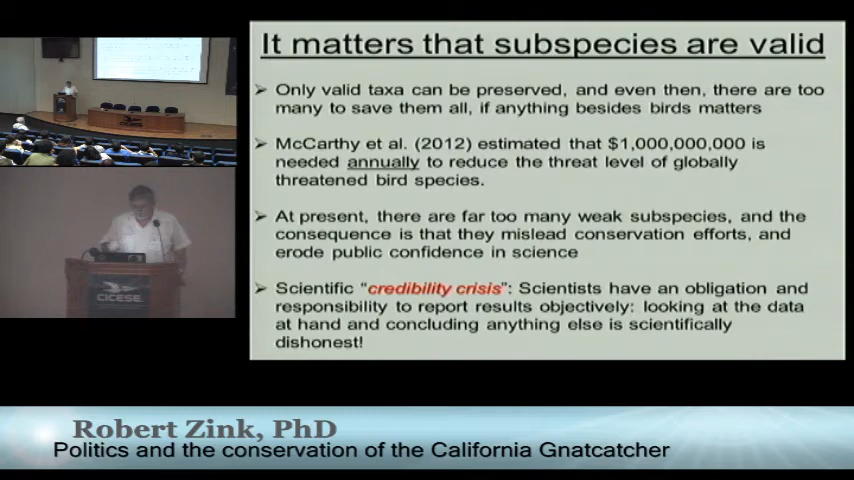 It matters that subspecies are valid
➢ Only valid taxa can be preserved, and even then, there are too
many to save them all, if anything besides birds matters
➢ McCarthy et al. (2012) estimated that $1,000,000,000 is
needed annually to reduce the threat level of globally
threatened bird species.
➢ At present, there are far too many weak subspecies, and the
consequence is that they mislead conservation efforts, and
erode public confidence in science
➢ Scientific "credibility crisis": Scientists have an obligation and
responsibility to report results objectively: looking at the data
at hand and concluding anything else is scientifically
dishonest!
CICESE
Robert Zink, PhD
Politics and the conservation of the California Gnatcatcher